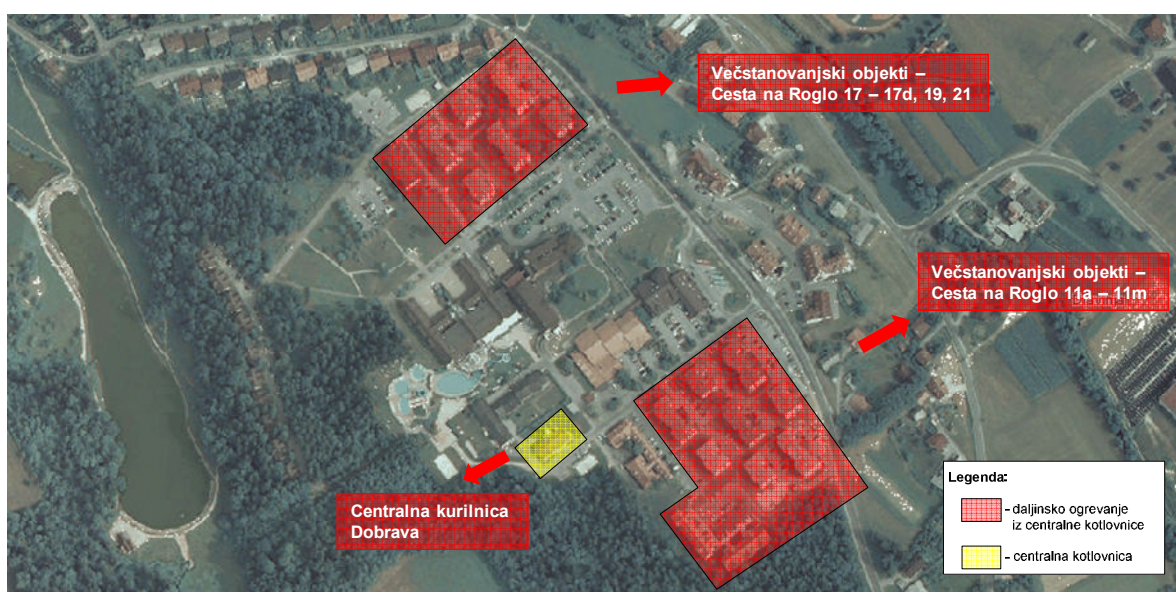 Večstanovanjski objekti –
Cesta na Roglo 17 – 17d, 19, 21
Večstanovanjski objekti –
Cesta na Roglo 11a – 11m
Centralna kurilnica
Dobrava
Legenda:
- daljinsko ogrevanje
iz centralne kotlovnice
- centralna kotlovnica